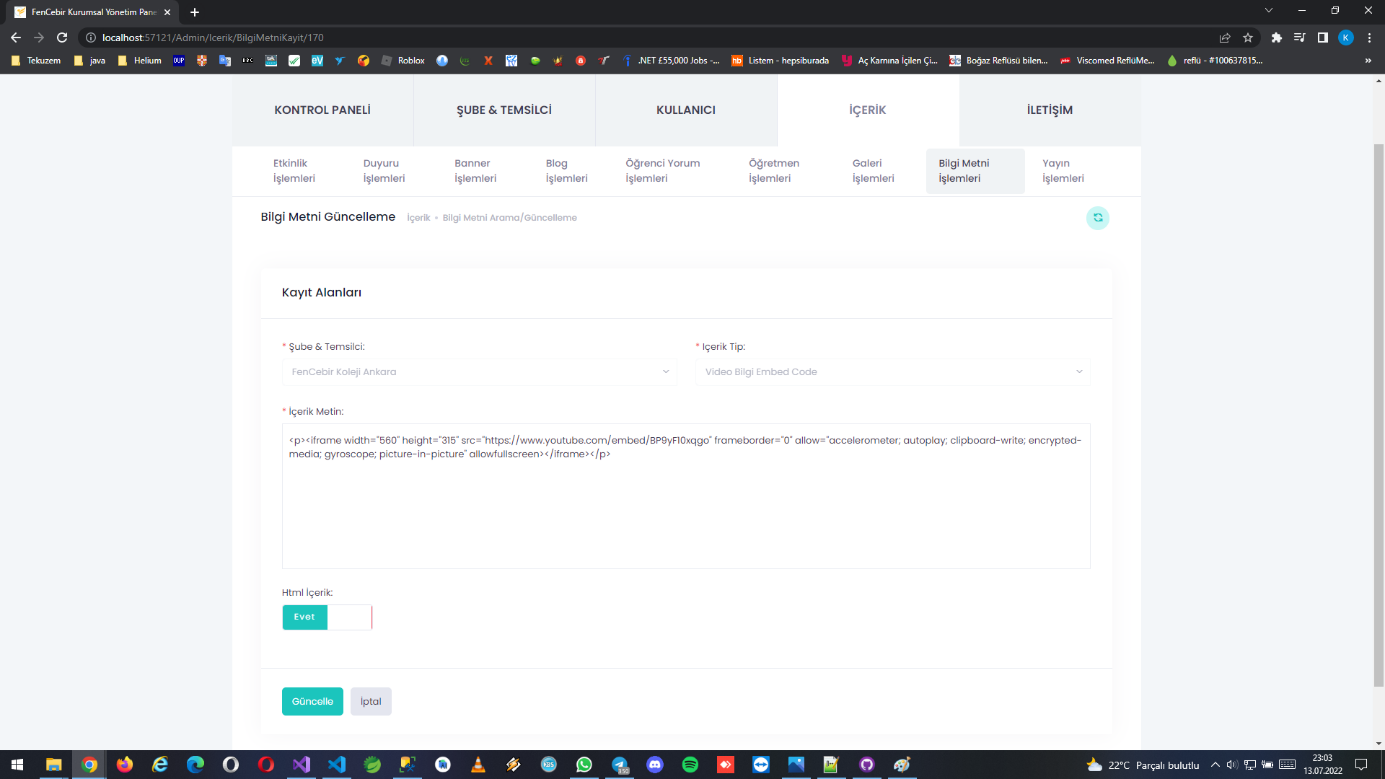 FenCebir Kurumsal Yönetim Pane
localhost:57121/Admin/Icerik/BilgiMetniKayit/170
K
Tekuzem
java
Helium
Roblox
.NET £55,000 Jobs -...
Listem - hepsiburada
Aç Karnına İçilen Çi...
Boğaz Reflüsü bilen...
Viscomed RefluMe...
reflü - #100637815...
KONTROL PANELİ
ŞUBE & TEMSİLCİ
KULLANICI
İÇERİK
İLETİŞİM
Etkinlik İşlemleri
Duyuru İşlemleri
Banner İşlemleri
Blog İşlemleri
Öğrenci Yorum İşlemleri
Öğretmen İşlemleri
Galeri İşlemleri
Bilgi Metni İşlemleri
Yayın İşlemleri
Bilgi Metni Güncelleme
İçerik • Bilgi Metni Arama/Güncelleme
Kayıt Alanları
* Şube & Temsilci:
* Içerik Tip:
FenCebir Koleji Ankara
Video Bilgi Embed Code
* İçerik Metin:
<p><iframe width="560" height="315" src="https://www.youtube.com/embed/BP9yF10xqgo" frameborder="0" allow="accelerometer; autoplay; clipboard-write; encrypted-
media; gyroscope; picture-in-picture" allowfullscreen></iframe></p>
Html İçerik:
Evet
Güncelle
İptal
22°C Parçalı bulutlu
23:03
13.07.2022